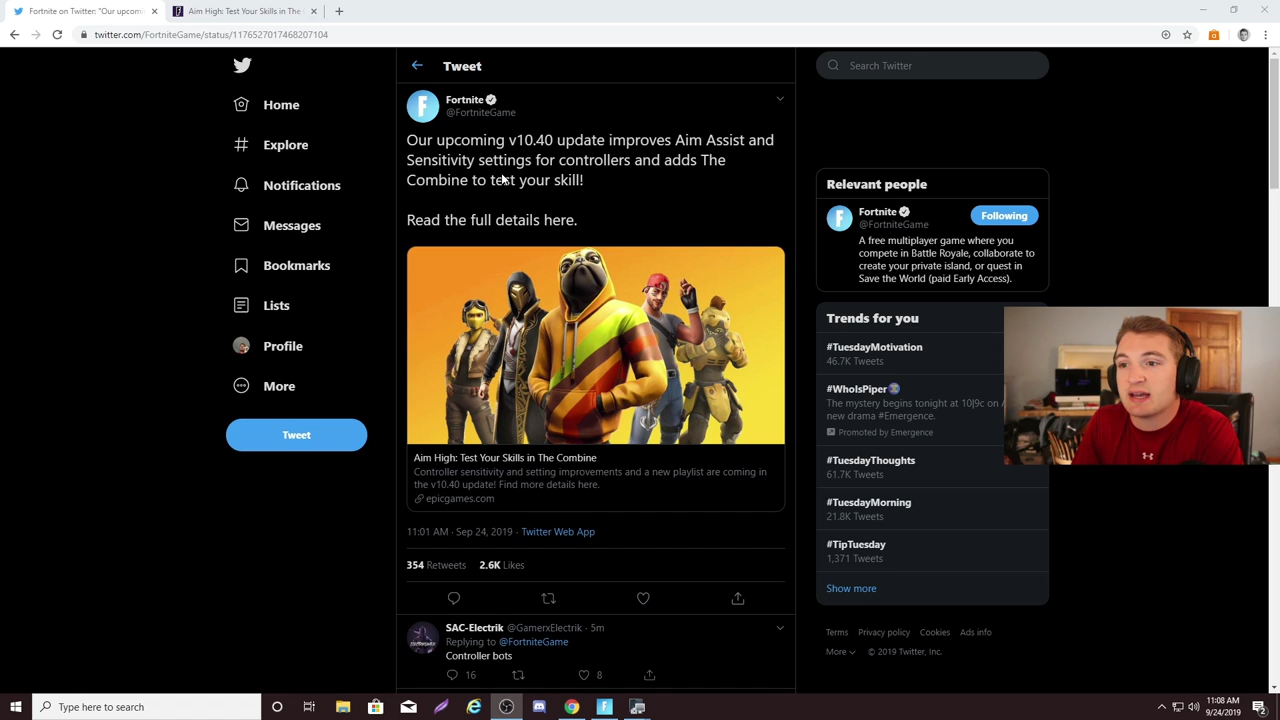 Fortnite on Twitter: "Our upcomi
Aim High: Test Your Skills in The C
twitter.com/FortniteGame/status/1176527017468207104
Home
Explore
Notifications
Messages
Bookmarks
Lists
Profile
More
Tweet
Tweet
Fortnite
@FortniteGame
Our upcoming v10.40 update improves Aim Assist and
Sensitivity settings for controllers and adds The
Combine to test your skill!
Read the full details here.
Aim High: Test Your Skills in The Combine
Controller sensitivity and setting improvements and a new playlist are coming in
the v10.40 update! Find more details here.
epicgames.com
11:01 AM · Sep 24, 2019 · Twitter Web App
354 Retweets 2.6K Likes
SAC-Electrik @GamerxElectrik · 5m
Replying to @FortniteGame
Controller bots
16 8
Search Twitter
Relevant people
Fortnite
@FortniteGame
Following
A free multiplayer game where you
compete in Battle Royale, collaborate to
create your private island, or quest in
Save the World (paid Early Access).
Trends for you
#TuesdayMotivation
46.7K Tweets
#WhoIsPiper
The mystery begins tonight at 10|9c on
new drama #Emergence.
Promoted by Emergence
#TuesdayThoughts
61.7K Tweets
#TuesdayMorning
21.8K Tweets
#TipTuesday
1,371 Tweets
Show more
Terms Privacy policy Cookies Ads info
More © 2019 Twitter, Inc.
Type here to search
11:08 AM
9/24/2019
2